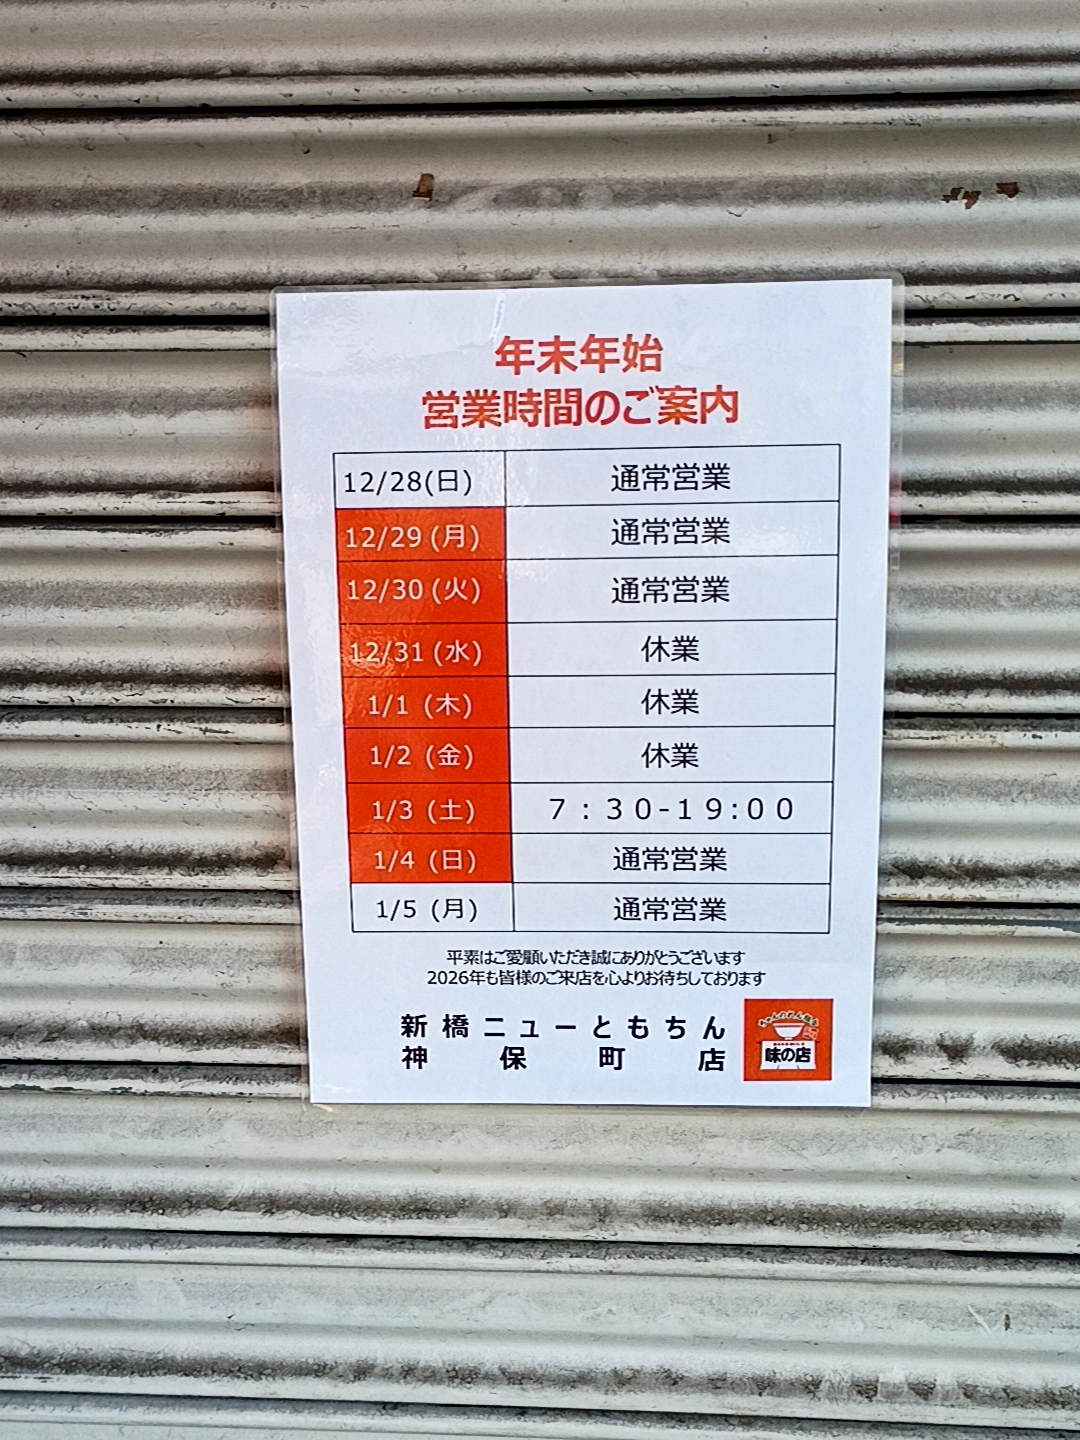 年末年始
営業時間のご案内
12/28(日) 通常営業
12/29 (月) 通常営業
12/30 (火) 通常営業
12/31 (水) 休業
1/1 (木) 休業
1/2 (金) 休業
1/3 (土) 7:30-19:00
1/4 (日) 通常営業
1/5 (月) 通常営業
平素はご愛顧いただき誠にありがとうございます
2026年も皆様のご来店を心よりお待ちしております
新橋ニューともちん
神保町店
味の店